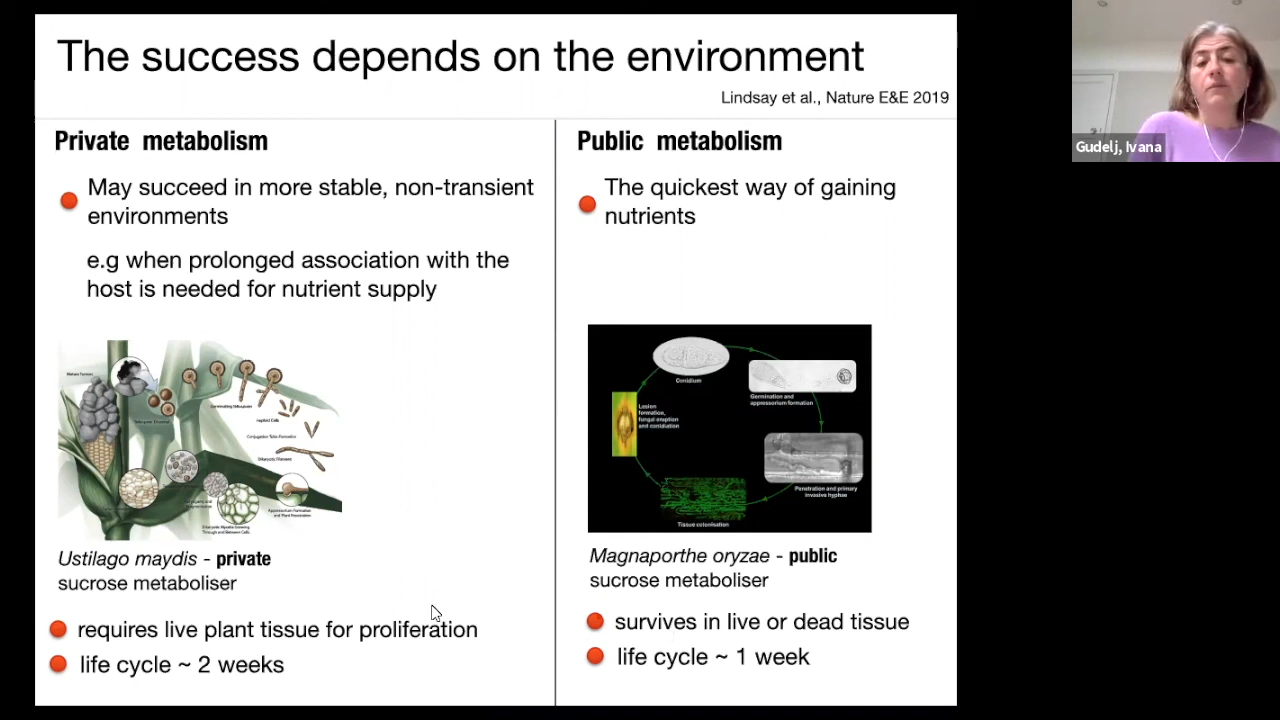 The success depends on the environment
Lindsay et al., Nature E&E 2019
Private metabolism
May succeed in more stable, non-transient
environments
e.g when prolonged association with the
host is needed for nutrient supply
Ustilago maydis - private
sucrose metaboliser
requires live plant tissue for proliferation
life cycle ~ 2 weeks
Public metabolism
The quickest way of gaining
nutrients
Conidium
Germination and
appressorium formation
Penetration and primary
invasive hyphae
Tissue colonisation
Lesion
formation,
fungal eruption
and conidiation
Magnaporthe oryzae - public
sucrose metaboliser
survives in live or dead tissue
life cycle ~ 1 week
Gudelj, Ivana